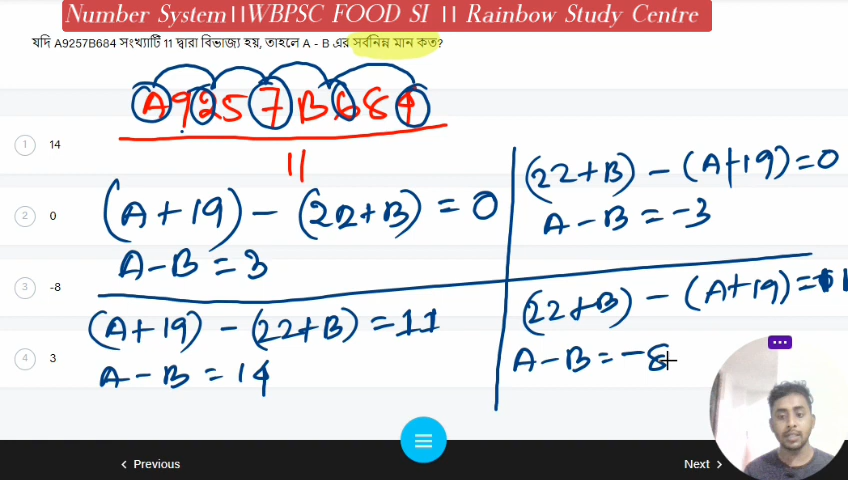 Number System||WBPSC FOOD SI || Rainbow Study Centre
যদি A9257B684 সংখ্যাটি 11 দ্বারা বিভাজ্য হয়, তাহলে A - B এর সর্বনিম্ন মান কত?
A9257B684
11
1 14
2 0
3 -8
4 3
(A+19) - (22+B) = 0
A-B = 3
(22+B) - (A+19) = 0
A-B = -3
(A+19) - (22+B) = 11
A-B = 14
(22+B) - (A+19) = 11
A-B = -8
Previous
Next